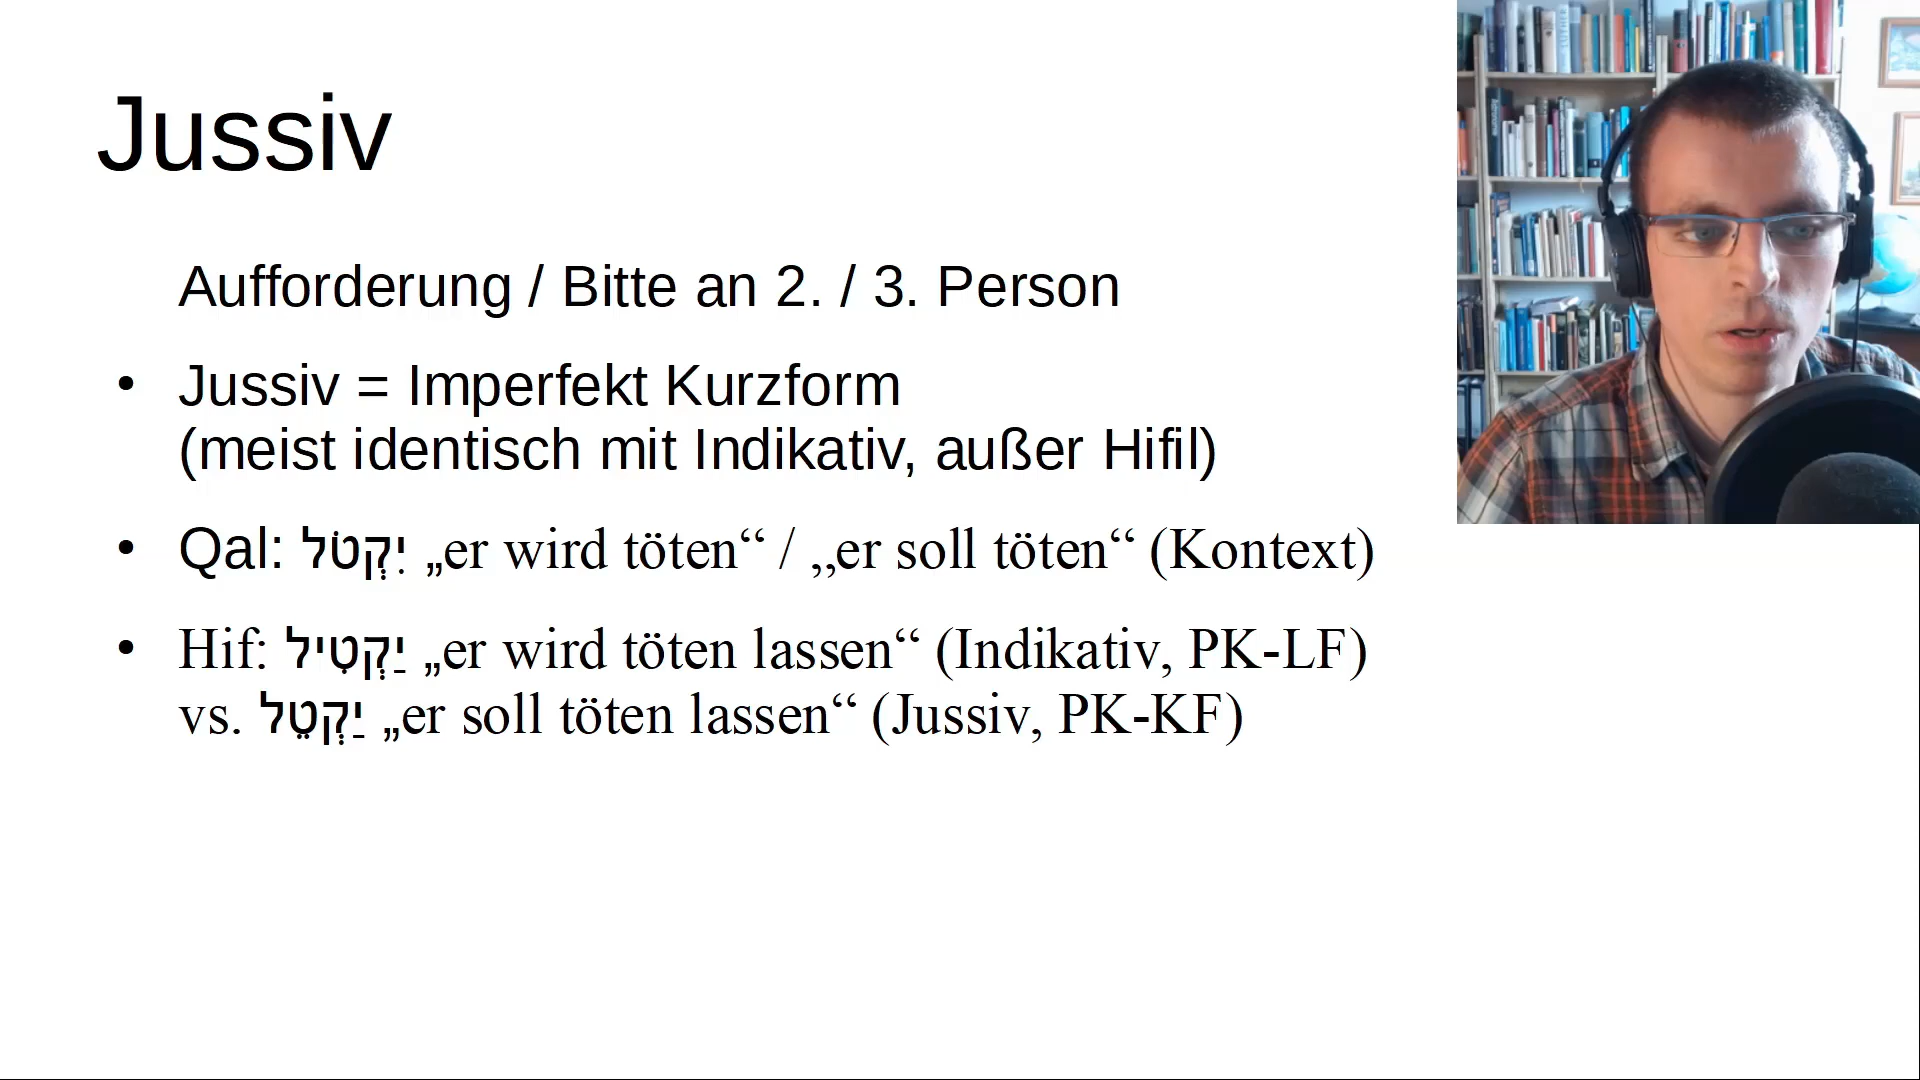 Jussiv
Aufforderung / Bitte an 2. / 3. Person
• Jussiv = Imperfekt Kurzform
(meist identisch mit Indikativ, außer Hifil)
• Qal: יִקְטֹל „er wird töten“ / „er soll töten“ (Kontext)
• Hif: יַקְטִיל „er wird töten lassen“ (Indikativ, PK-LF)
vs. יַקְטֵל „er soll töten lassen“ (Jussiv, PK-KF)